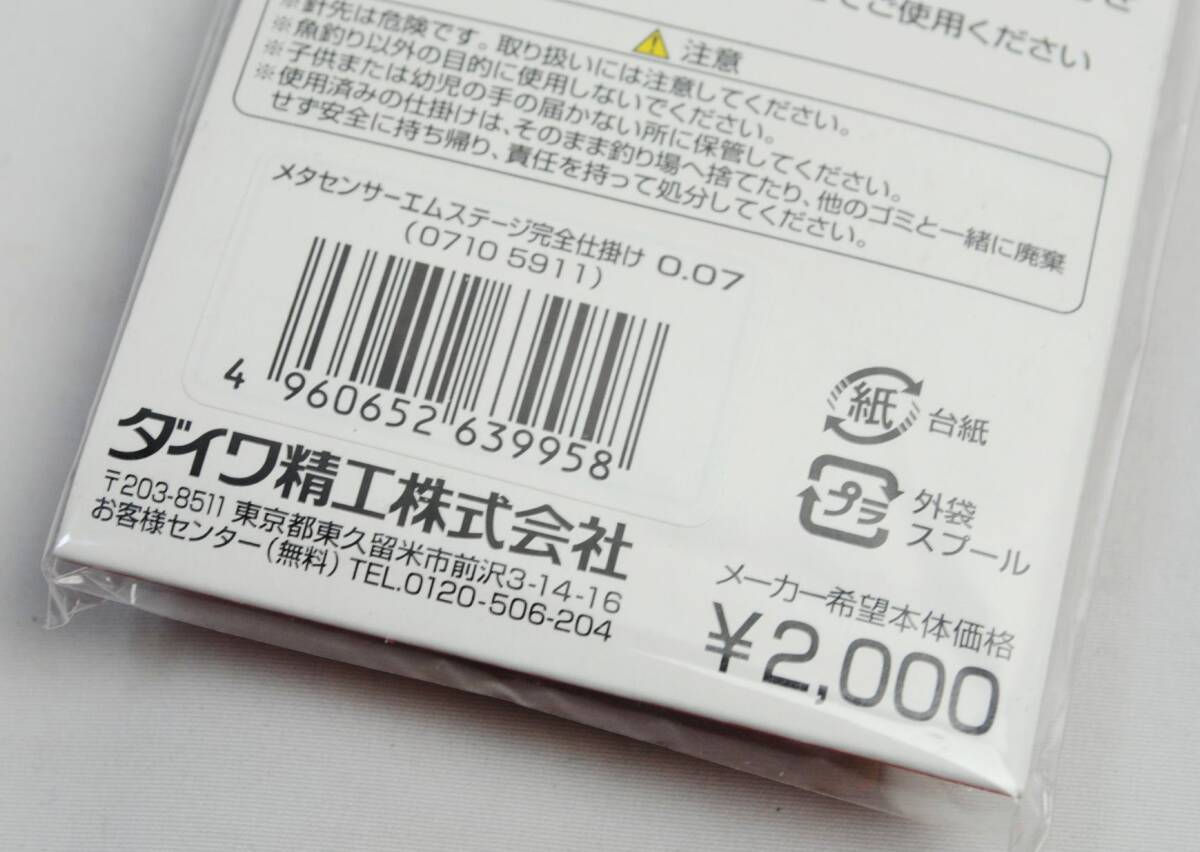 てご使用ください
⚠注意
※針先は危険です。取り扱いには注意してください。
※魚釣り以外の目的に使用しないでください。
※子供または幼児の手の届かない所に保管してください。
※使用済みの仕掛けは、そのまま釣り場へ捨てたり、他のゴミと一緒に廃棄
せず安全に持ち帰り、責任を持って処分してください。
メタセンサーエムステージ完全仕掛け 0.07
(0710 5911)
4 960652 639958
紙 台紙
プラ 外袋
スプール
ダイワ精工株式会社
〒203-8511 東京都東久留米市前沢3-14-16
お客様センター(無料) TEL.0120-506-204
メーカー希望本体価格
¥2,000